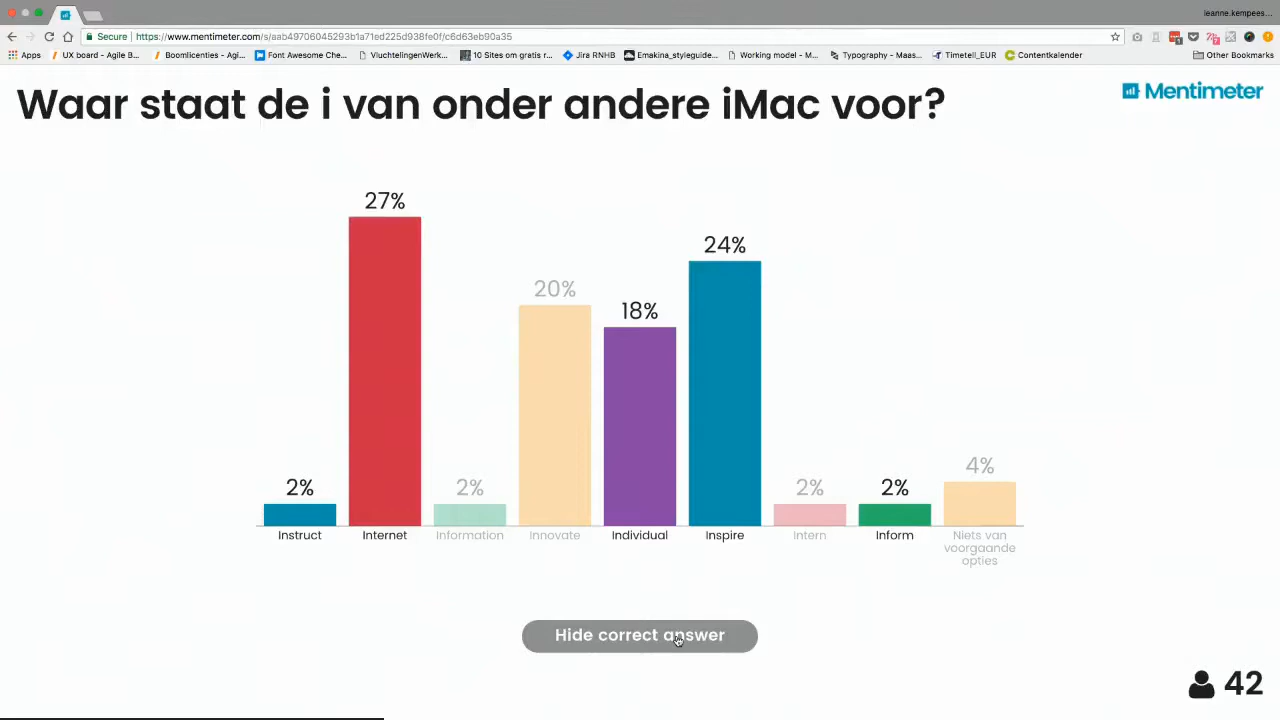 leanne.kempees...
Secure | https://www.mentimeter.com/s/aab49706045293b1a71ed225d938fe0f/c6d63eb90a35
Apps UX board - Agile B... Boomlicenties - Agi... Font Awesome Che... VluchtelingenWerk... 10 Sites om gratis r... Jira RNHB Emakina_styleguide... Working model - M... Typography - Maas... Timetell_EUR Contentkalender Other Bookmarks
Waar staat de i van onder andere iMac voor?
Mentimeter
27%
24%
20%
18%
4%
2% 2% 2% 2%
Instruct Internet Information Innovate Individual Inspire Intern Inform Niets van
voorgaande
opties
Hide correct answer
42